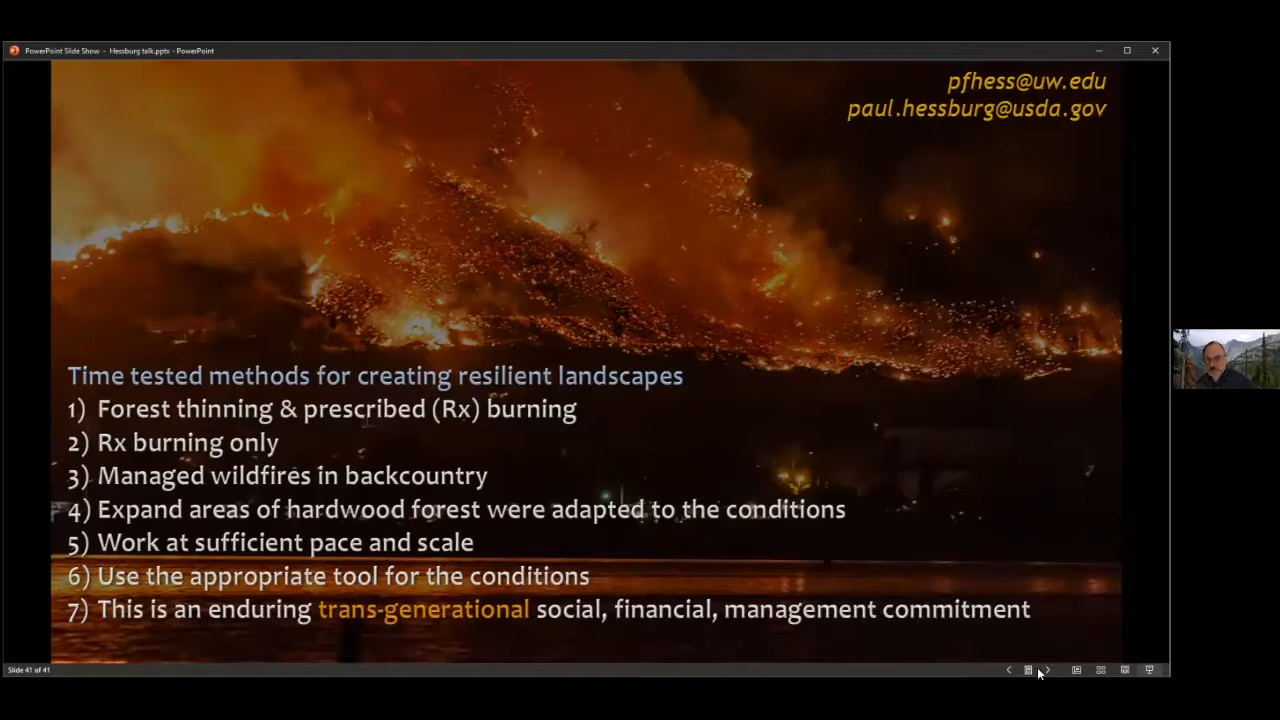 PowerPoint Slide Show - Hessburg talk.pptx - PowerPoint
pfhess@uw.edu
paul.hessburg@usda.gov
Time tested methods for creating resilient landscapes
1) Forest thinning & prescribed (Rx) burning
2) Rx burning only
3) Managed wildfires in backcountry
4) Expand areas of hardwood forest were adapted to the conditions
5) Work at sufficient pace and scale
6) Use the appropriate tool for the conditions
7) This is an enduring trans-generational social, financial, management commitment
Slide 41 of 41